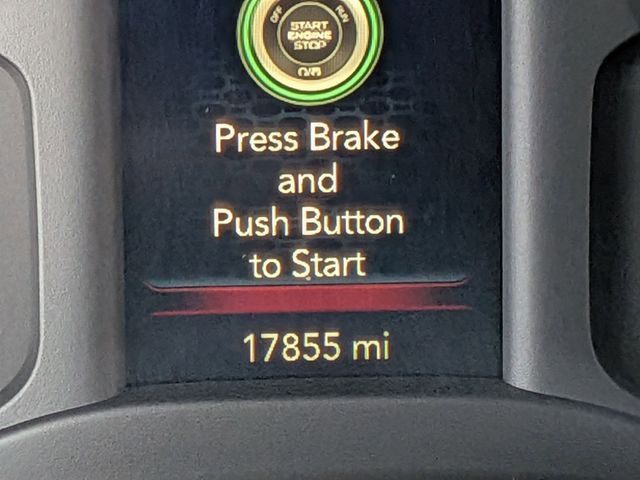 OFF
RUN
START
ENGINE
STOP
Press Brake
and
Push Button
to Start
17855 mi